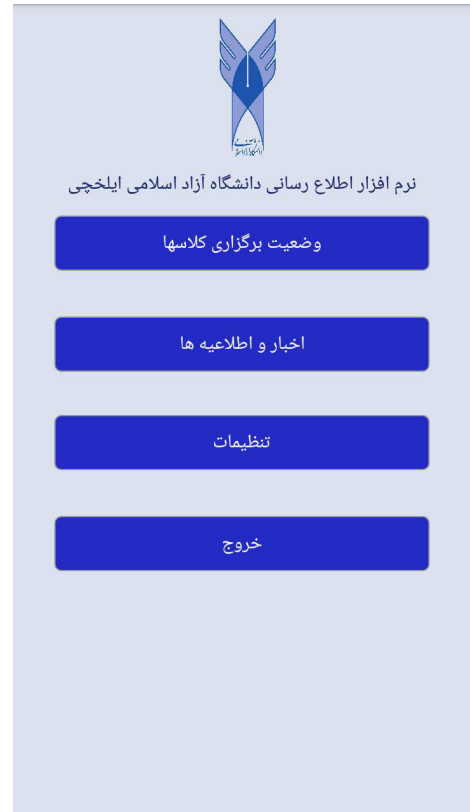 نرم افزار اطلاع رسانی دانشگاه آزاد اسلامی ایلخچی
وضعیت برگزاری کلاسها
اخبار و اطلاعیه ها
تنظیمات
خروج